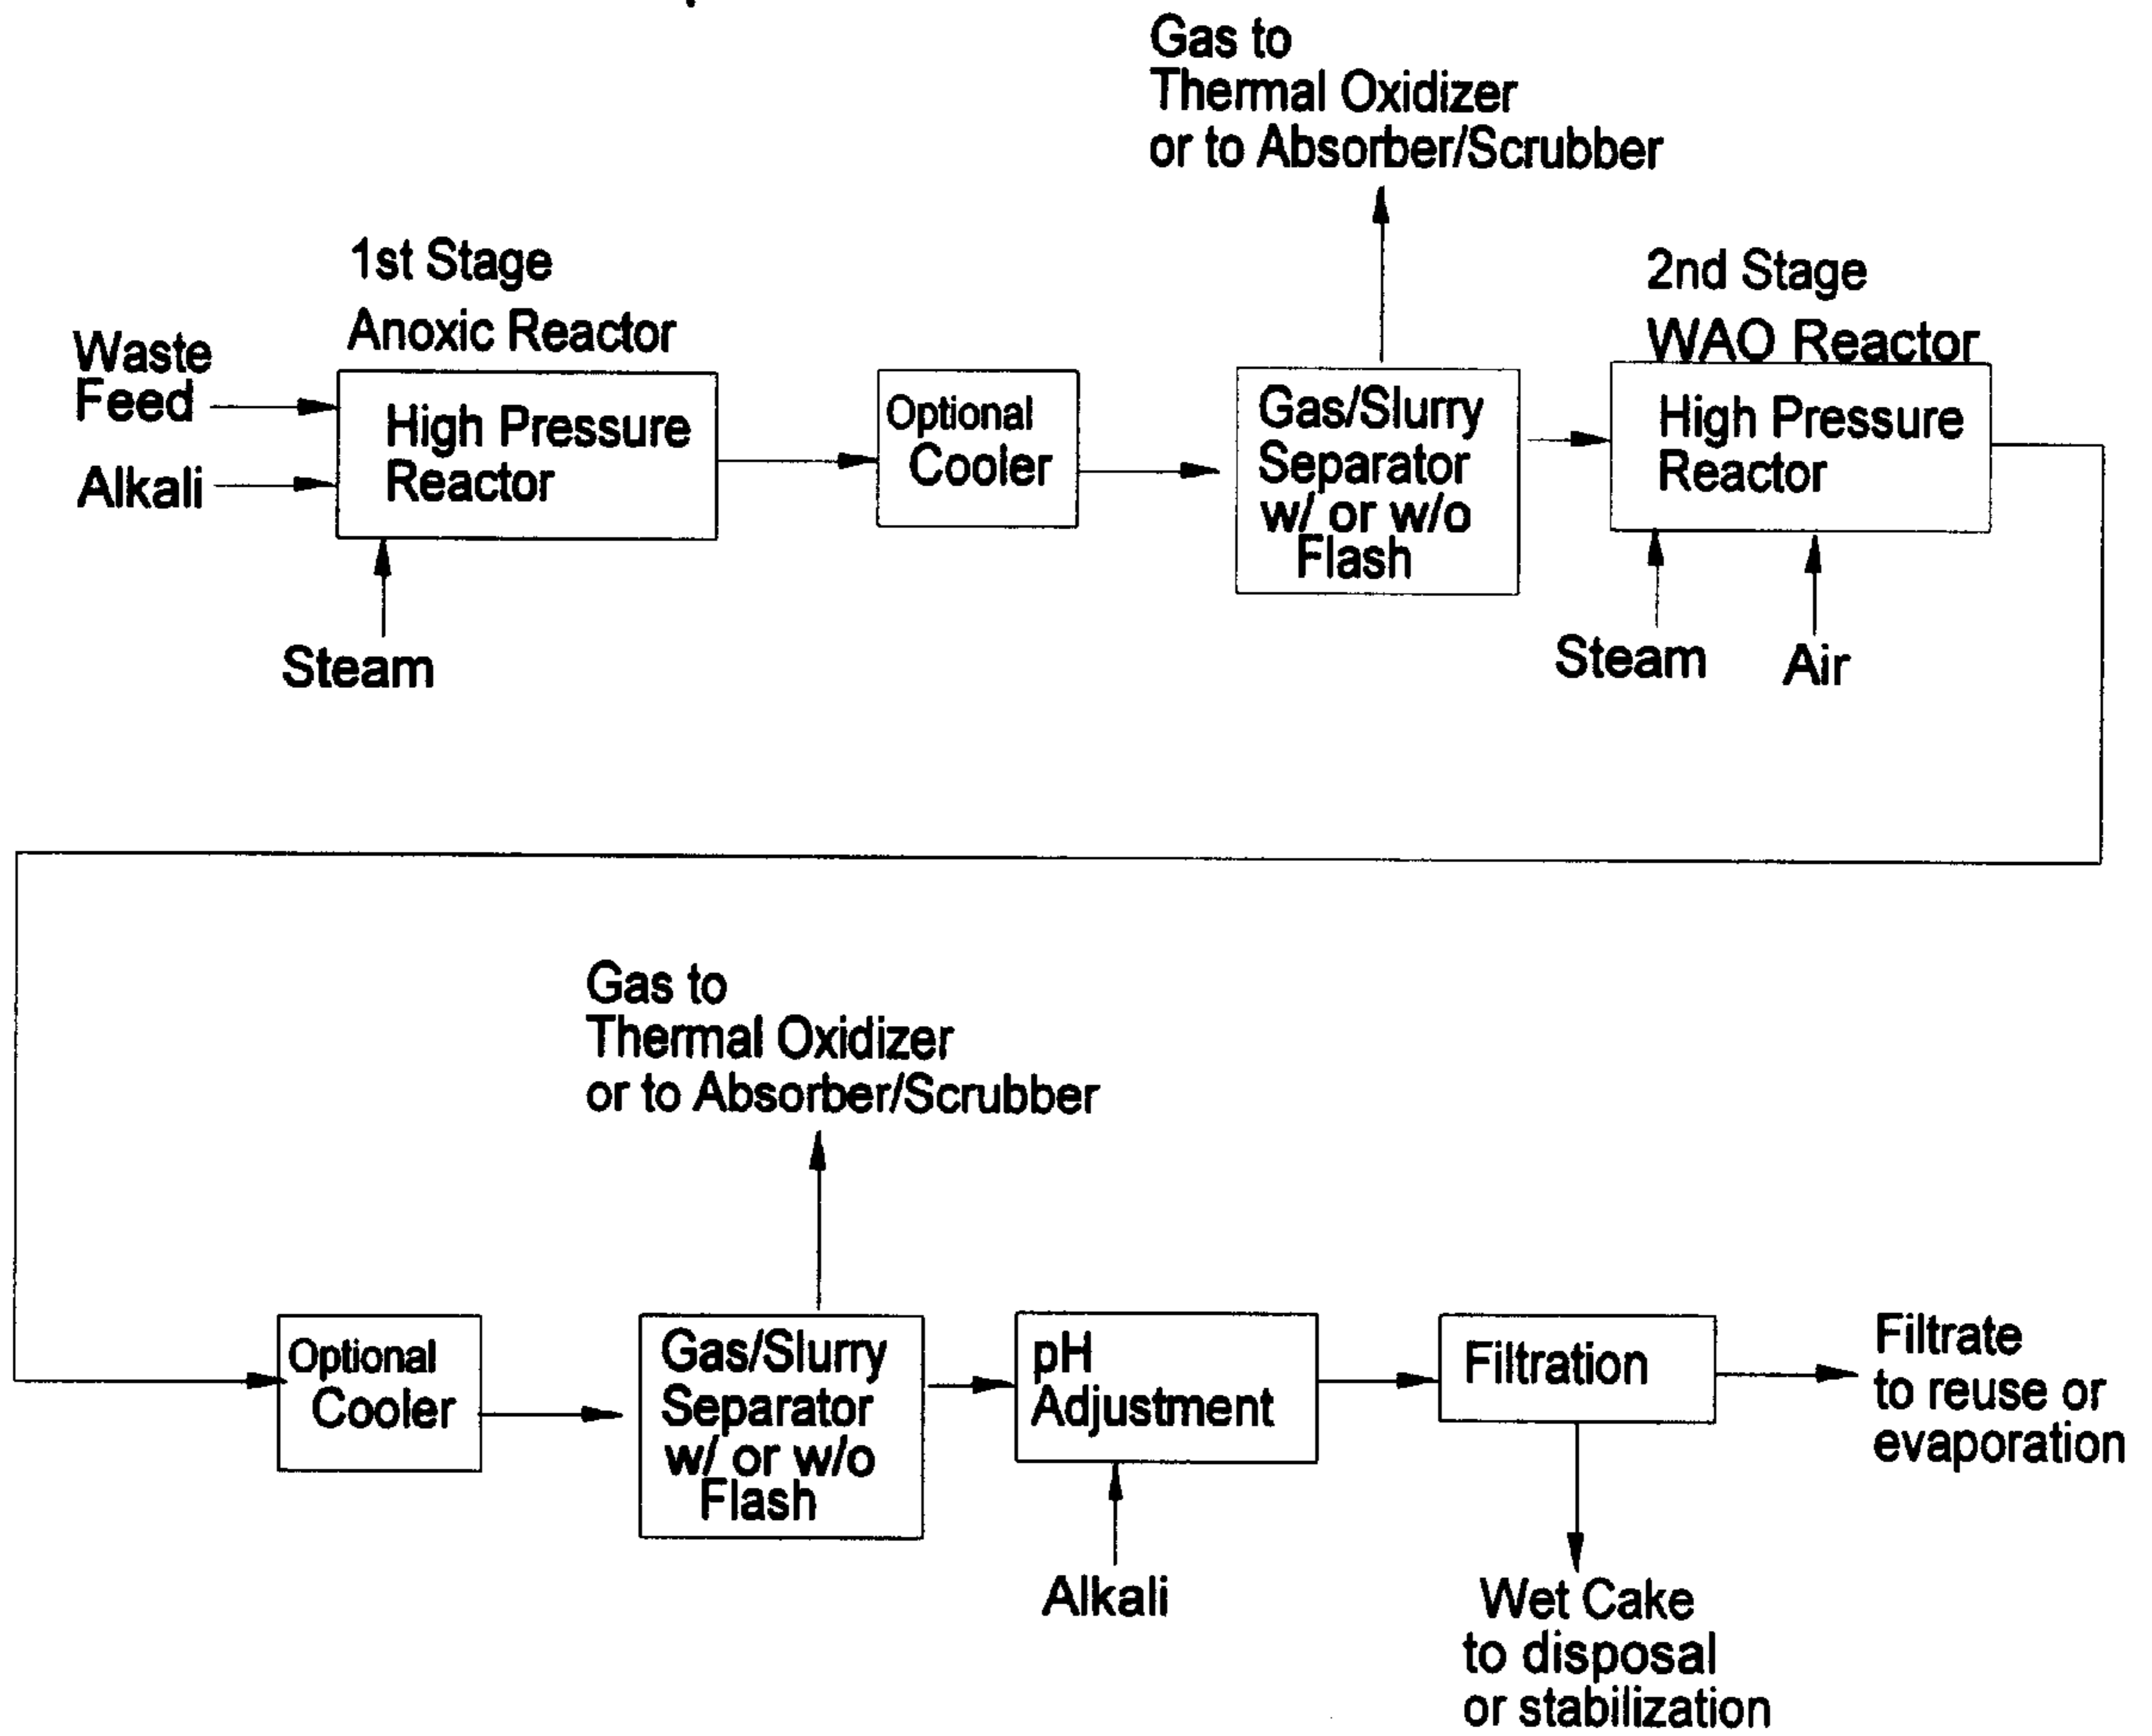 Gas to
Thermal Oxidizer
or to Absorber/Scrubber
1st Stage
Anoxic Reactor
2nd Stage
WAO Reactor
Waste
Feed
Alkali
High Pressure
Reactor
Optional
Cooler
Gas/Slurry
Separator
w/ or w/o
Flash
High Pressure
Reactor
Steam
Steam
Air
Gas to
Thermal Oxidizer
or to Absorber/Scrubber
Optional
Cooler
Gas/Slurry
Separator
w/ or w/o
Flash
pH
Adjustment
Filtration
Filtrate
to reuse or
evaporation
Alkali
Wet Cake
to disposal
or stabilization